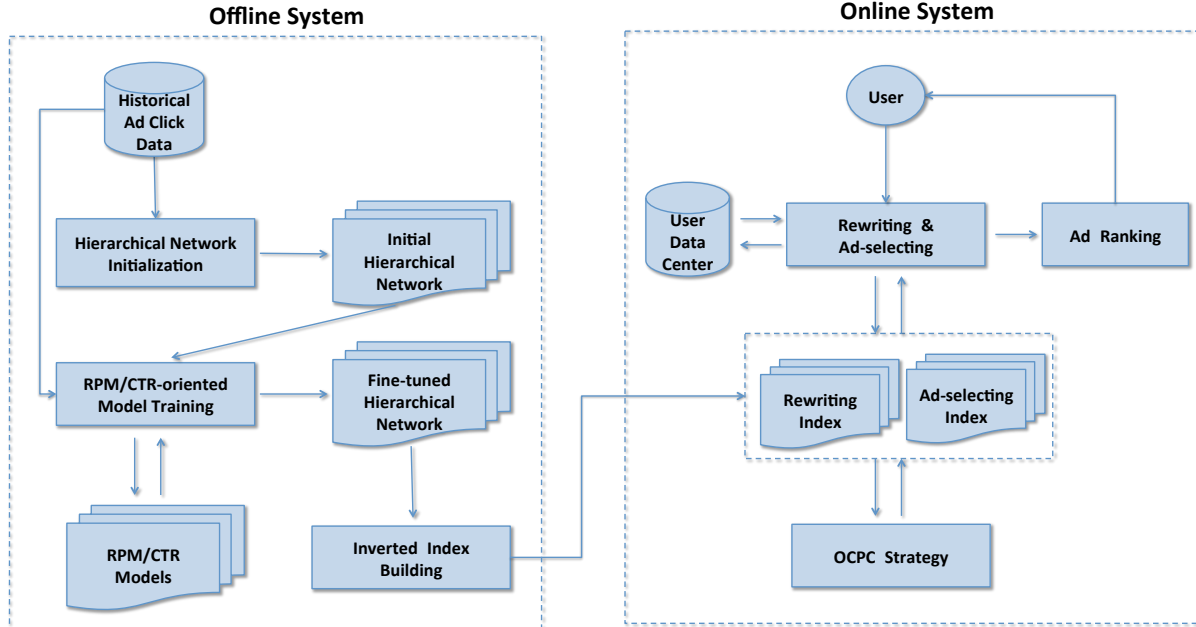 Offline System
Historical
Ad Click
Data
Hierarchical Network
Initialization
Initial
Hierarchical
Network
RPM/CTR-oriented
Model Training
Fine-tuned
Hierarchical
Network
RPM/CTR
Models
Inverted Index
Building
Online System
User
User
Data
Center
Rewriting &
Ad-selecting
Ad Ranking
Rewriting
Index
Ad-selecting
Index
OCPC Strategy